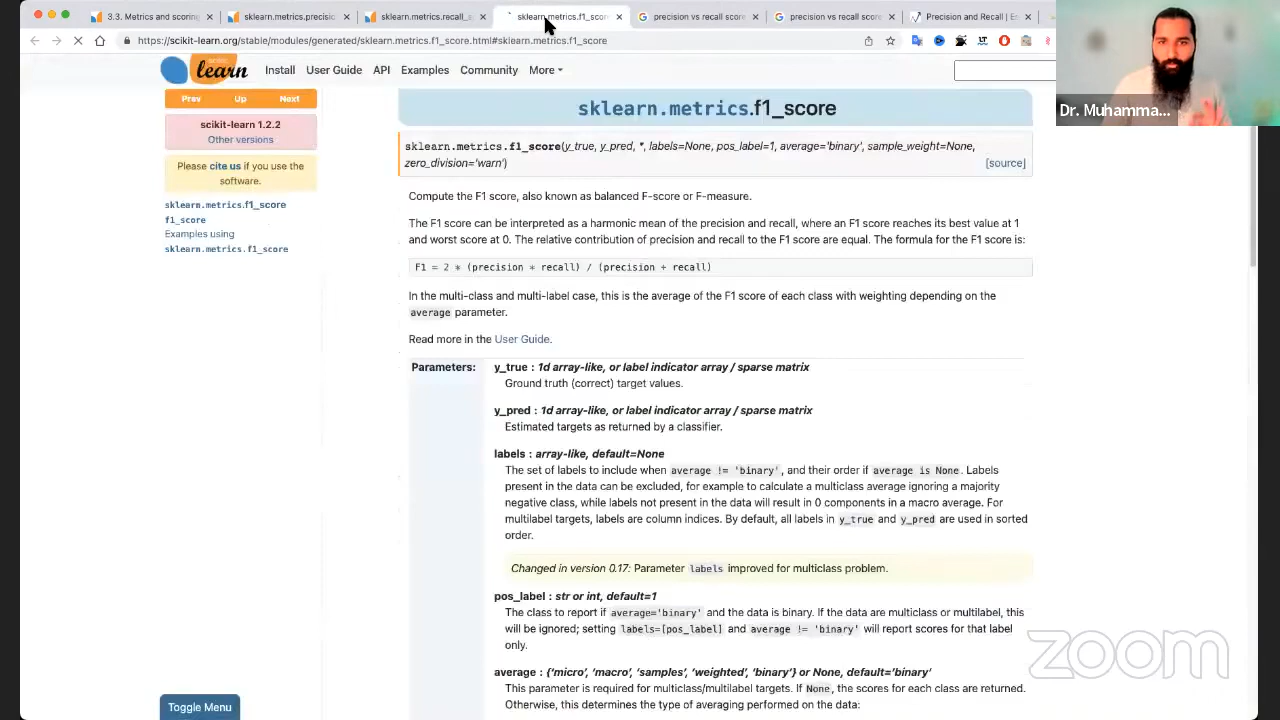 3. Metrics and scoring
sklearn.metrics.precisic
sklearn.metrics.recall_s
sklearn.metrics.f1_score
precision vs recall score
precision vs recall score
Precision and Recall | En
https://scikit-learn.org/stable/modules/generated/sklearn.metrics.f1_score.html#sklearn.metrics.f1_score
learn
Install
User Guide
API
Examples
Community
More
Dr. Muhamma...
Prev
Up
Next
scikit-learn 1.2.2
Other versions
Please cite us if you use the
software.
sklearn.metrics.f1_score
f1_score
Examples using
sklearn.metrics.f1_score
sklearn.metrics.f1_score
sklearn.metrics.f1_score(y_true, y_pred, *, labels=None, pos_label=1, average='binary', sample_weight=None,
zero_division='warn')
[source]
Compute the F1 score, also known as balanced F-score or F-measure.
The F1 score can be interpreted as a harmonic mean of the precision and recall, where an F1 score reaches its best value at 1
and worst score at 0. The relative contribution of precision and recall to the F1 score are equal. The formula for the F1 score is:
F1 = 2 * (precision * recall) / (precision + recall)
In the multi-class and multi-label case, this is the average of the F1 score of each class with weighting depending on the
average parameter.
Read more in the User Guide.
Parameters:
y_true : 1d array-like, or label indicator array / sparse matrix
Ground truth (correct) target values.
y_pred : 1d array-like, or label indicator array / sparse matrix
Estimated targets as returned by a classifier.
labels : array-like, default=None
The set of labels to include when average != 'binary', and their order if average is None. Labels
present in the data can be excluded, for example to calculate a multiclass average ignoring a majority
negative class, while labels not present in the data will result in 0 components in a macro average. For
multilabel targets, labels are column indices. By default, all labels in y_true and y_pred are used in sorted
order.
Changed in version 0.17: Parameter labels improved for multiclass problem.
pos_label : str or int, default=1
The class to report if average='binary' and the data is binary. If the data are multiclass or multilabel, this
will be ignored; setting labels=[pos_label] and average != 'binary' will report scores for that label
only.
average : {'micro', 'macro', 'samples', 'weighted', 'binary'} or None, default='binary'
This parameter is required for multiclass/multilabel targets. If None, the scores for each class are returned.
Otherwise, this determines the type of averaging performed on the data:
Toggle Menu
zoom